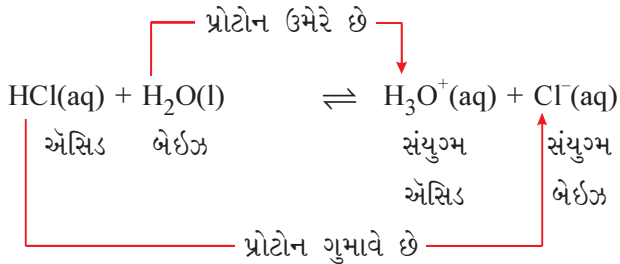 પ્રોટોન ઉમેરે છે
HCl(aq) + H₂O(l) ⇌ H₃O⁺(aq) + Cl⁻(aq)
ઍસિડ બેઇઝ સંયુગ્મ સંયુગ્મ
ઍસિડ બેઇઝ
પ્રોટોન ગુમાવે છે